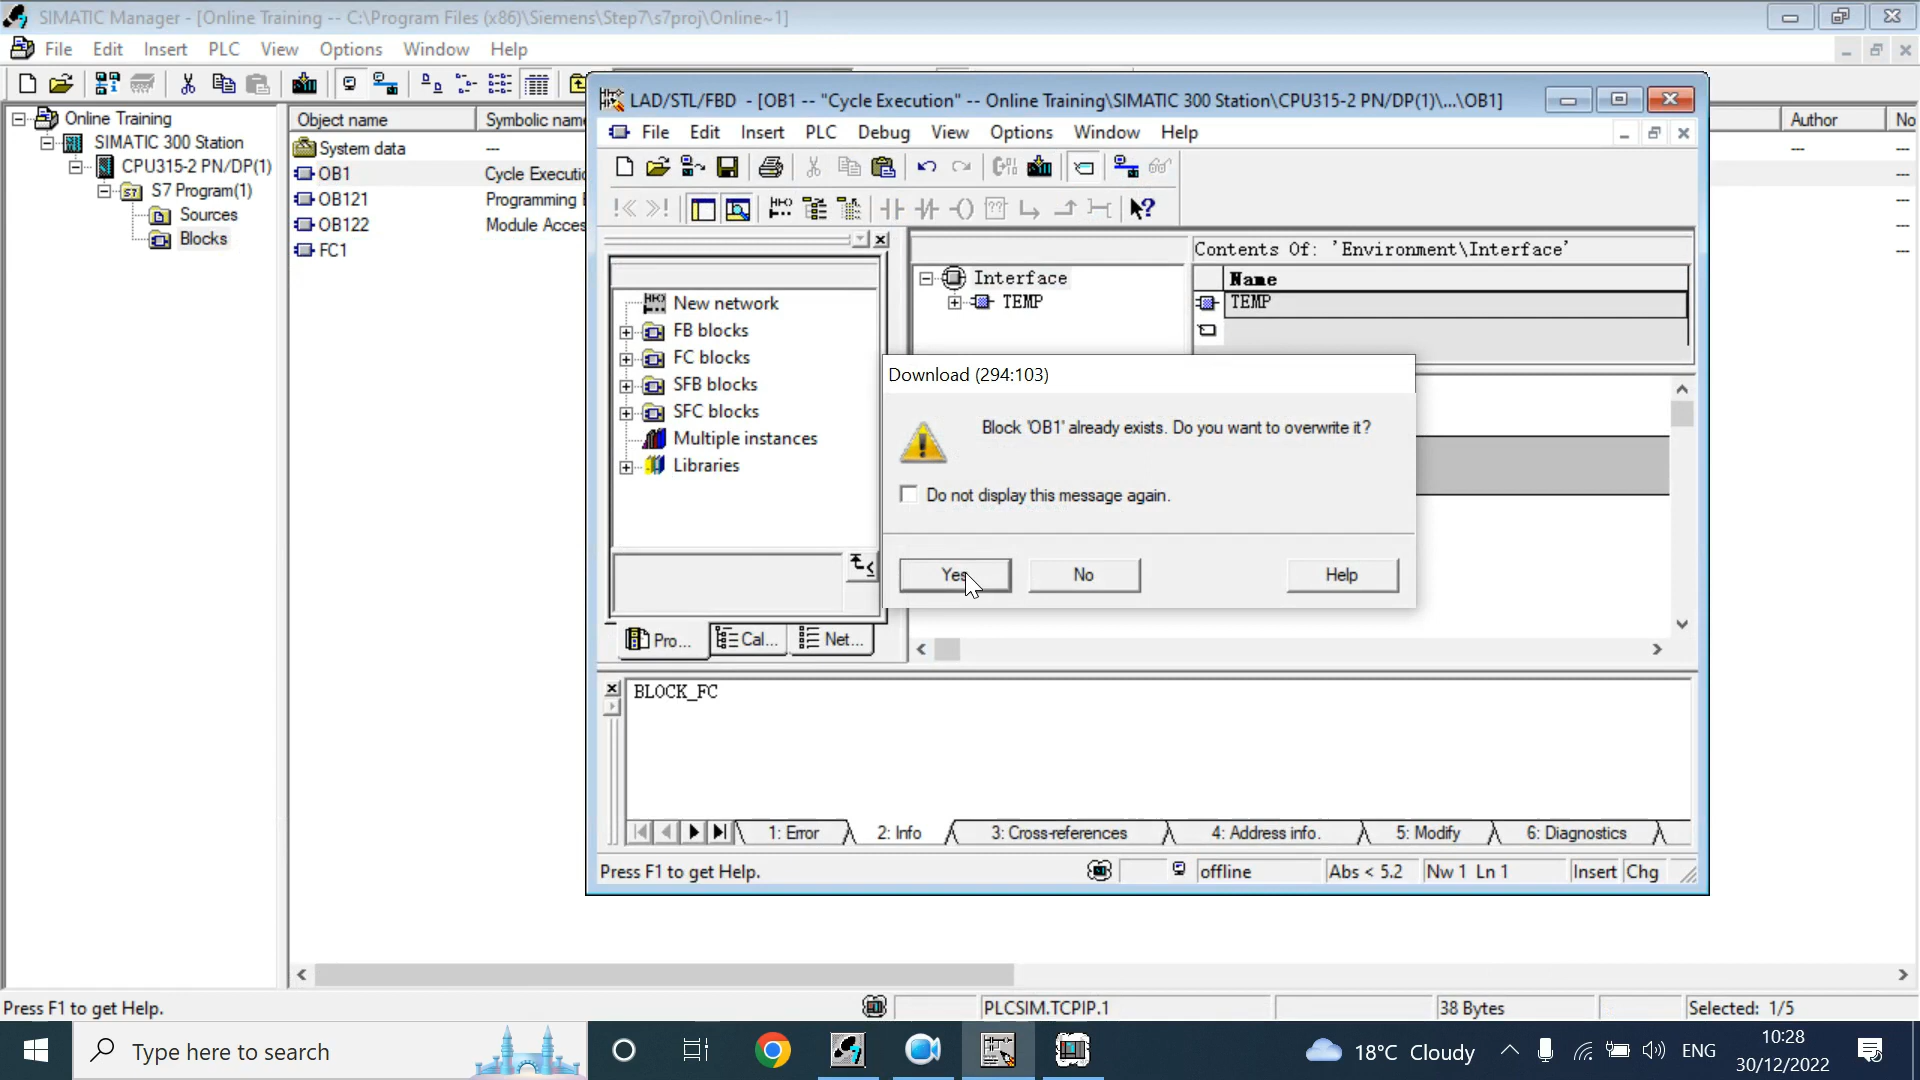 SIMATIC Manager - [Online Training -- C:\Program Files (x86)\Siemens\Step7\s7proj\Online~1]
File Edit Insert PLC View Options Window Help
Online Training
SIMATIC 300 Station
CPU315-2 PN/DP(1)
S7 Program(1)
Sources
Blocks
Object name Symbolic name Author
System data ---
OB1 Cycle Executi
OB121 Programming
OB122 Module Acces
FC1
---
---
---
---
---
---
LAD/STL/FBD - [OB1 -- "Cycle Execution" -- Online Training\SIMATIC 300 Station\CPU315-2 PN/DP(1)\...\OB1]
File Edit Insert PLC Debug View Options Window Help
New network
FB blocks
FC blocks
SFB blocks
SFC blocks
Multiple instances
Libraries
Pro... Cal... Net...
Interface
TEMP
Contents Of: 'Environment\Interface'
Name
TEMP
Download (294:103)
Block 'OB1' already exists. Do you want to overwrite it?
Do not display this message again.
Yes No Help
BLOCK_FC
1: Error 2: Info 3: Cross-references 4: Address info. 5: Modify 6: Diagnostics
Press F1 to get Help. offline Abs < 5.2 Nw 1 Ln 1 Insert Chg
Press F1 to get Help. PLCSIM.TCPIP.1 38 Bytes Selected: 1/5
Type here to search
18°C Cloudy ENG
10:28
30/12/2022